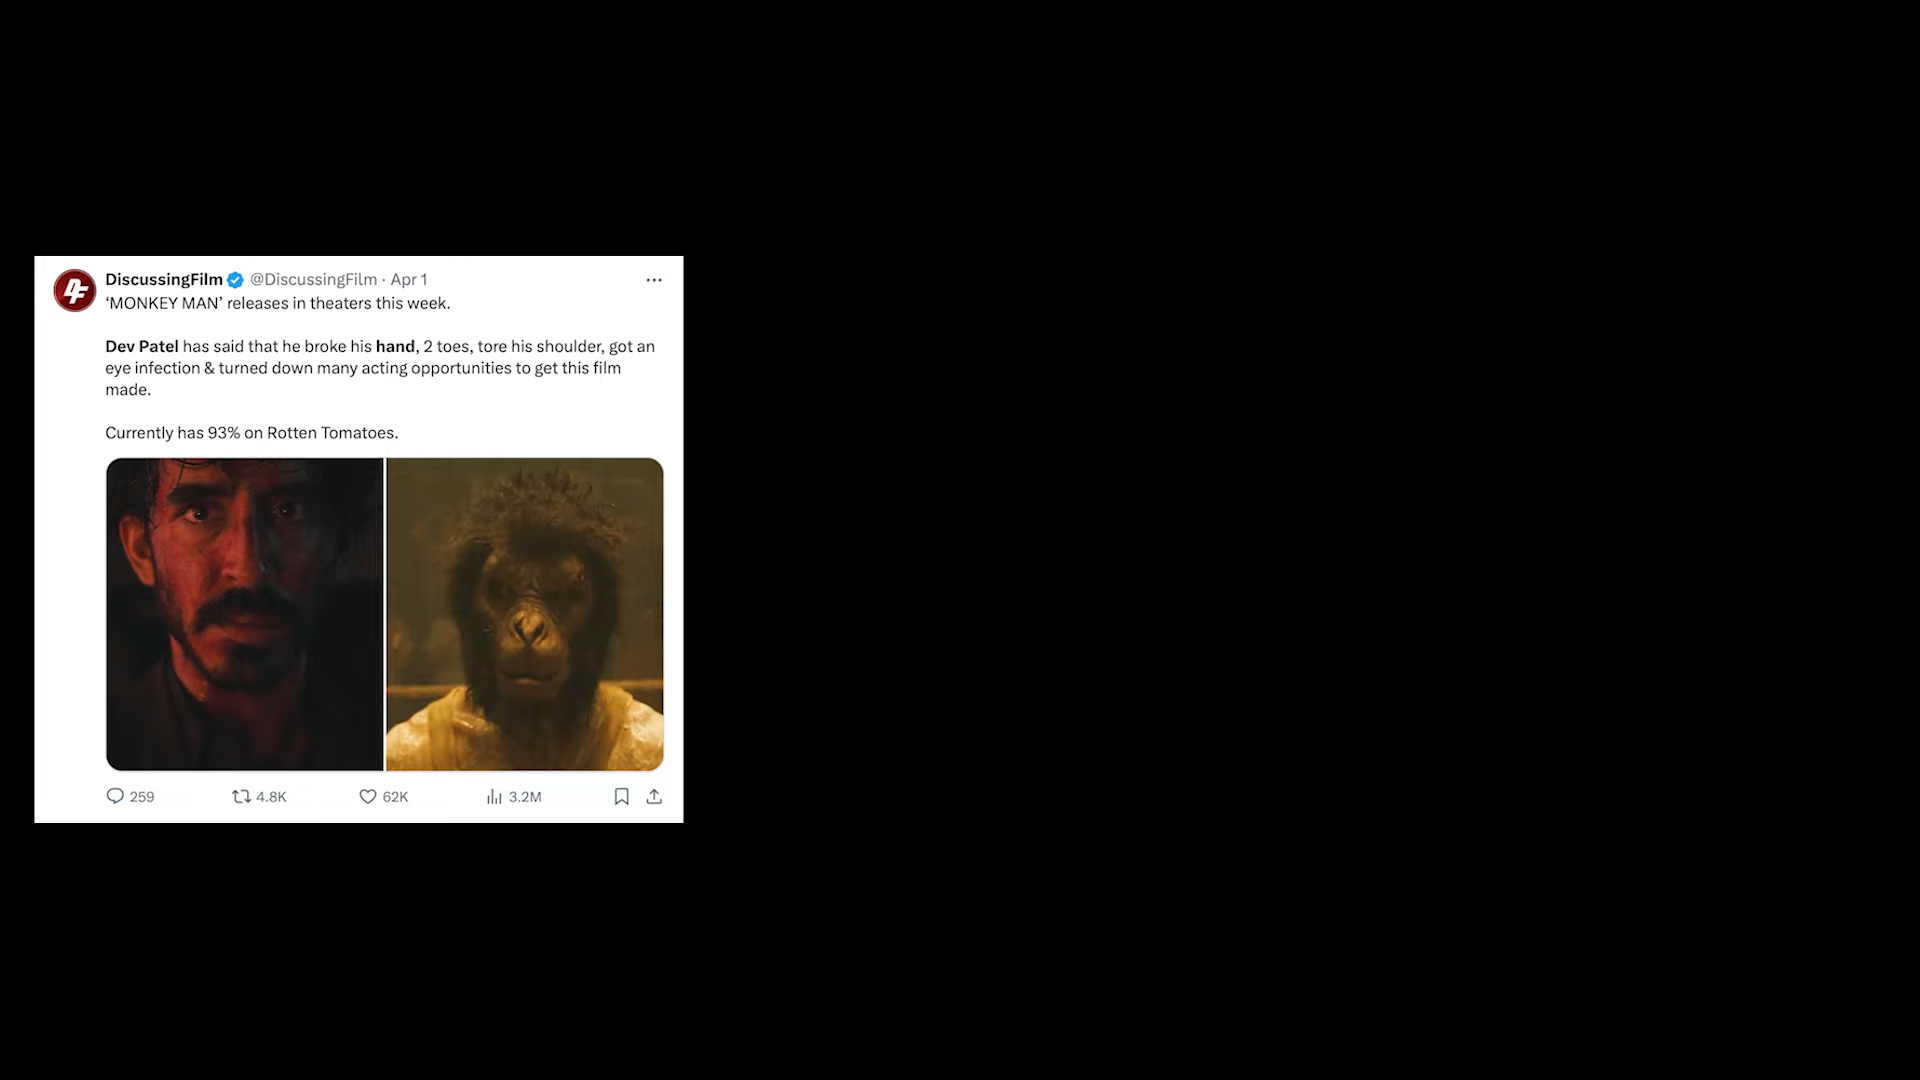 DiscussingFilm @DiscussingFilm · Apr 1
‘MONKEY MAN’ releases in theaters this week.
Dev Patel has said that he broke his hand, 2 toes, tore his shoulder, got an
eye infection & turned down many acting opportunities to get this film
made.
Currently has 93% on Rotten Tomatoes.
259 4.8K 62K 3.2M